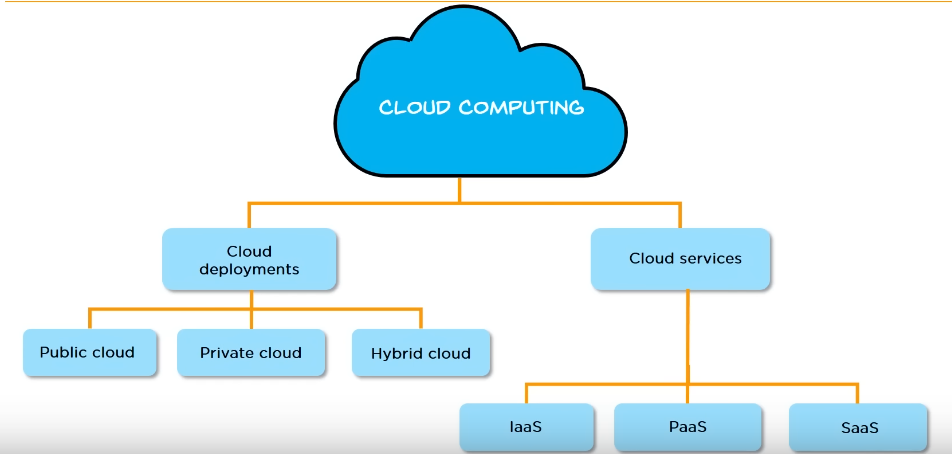 CLOUD COMPUTING
Cloud
deployments
Cloud services
Public cloud
Private cloud
Hybrid cloud
IaaS
PaaS
SaaS